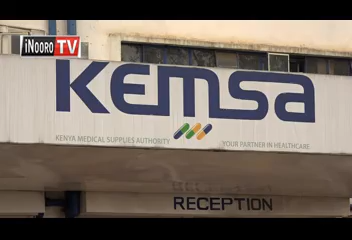 iNOORO TV
KEMSA
KENYA MEDICAL SUPPLIES AUTHORITY
YOUR PARTNER IN HEALTHCARE
RECEPTION